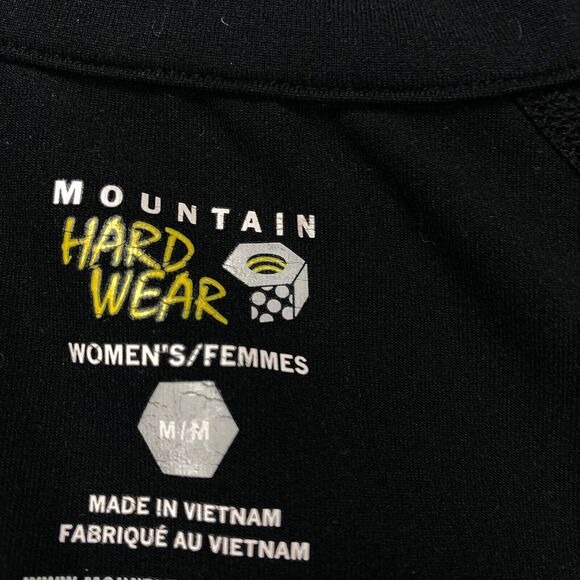 MOUNTAIN
HARD
WEAR
WOMEN'S/FEMMES
M/M
MADE IN VIETNAM
FABRIQUÉ AU VIETNAM